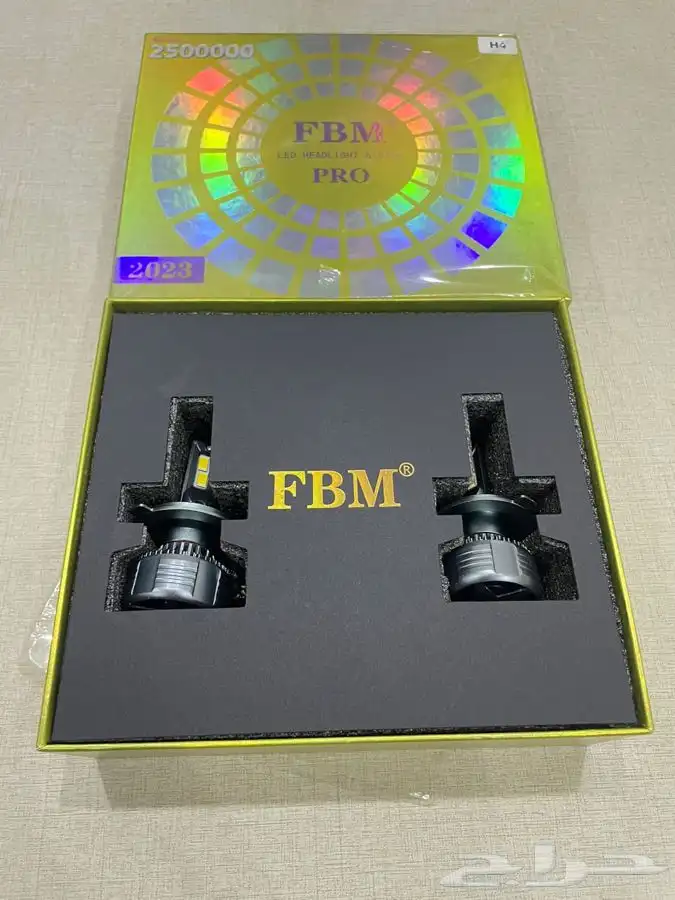 2500000
H4
FBM
LED HEADLIGHT
PRO
2023
FBM®
حراج